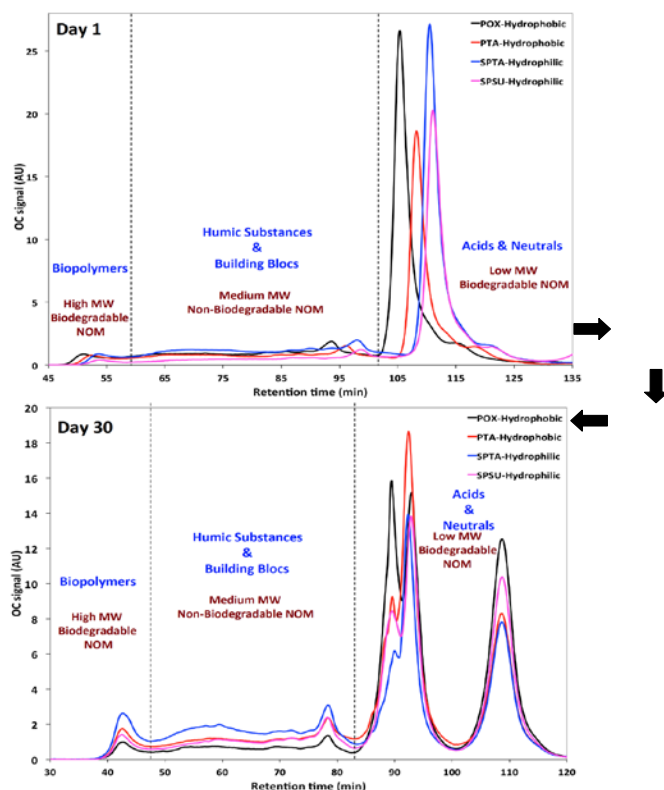 Day 1
POX-Hydrophobic
PTA-Hydrophobic
SPTA-Hydrophilic
SPSU-Hydrophilic
OC signal (AU)
25
20
15
10
5
0
Biopolymers
High MW
Biodegradable
NOM
Humic Substances
&
Building Blocs
Medium MW
Non-Biodegradable NOM
Acids & Neutrals
Low MW
Biodegradable
NOM
45 55 65 75 85 95 105 115 125 135
Retention time (min)
Day 30
POX-Hydrophobic
PTA-Hydrophobic
SPTA-Hydrophilic
SPSU-Hydrophilic
OC signal (AU)
20
18
16
14
12
10
8
6
4
2
0
Biopolymers
High MW
Biodegradable
NOM
Humic Substances
&
Building Blocs
Medium MW
Non-Biodegradable NOM
Acids
&
Neutrals
Low MW
Biodegradable
NOM
30 40 50 60 70 80 90 100 110 120
Retention time (min)